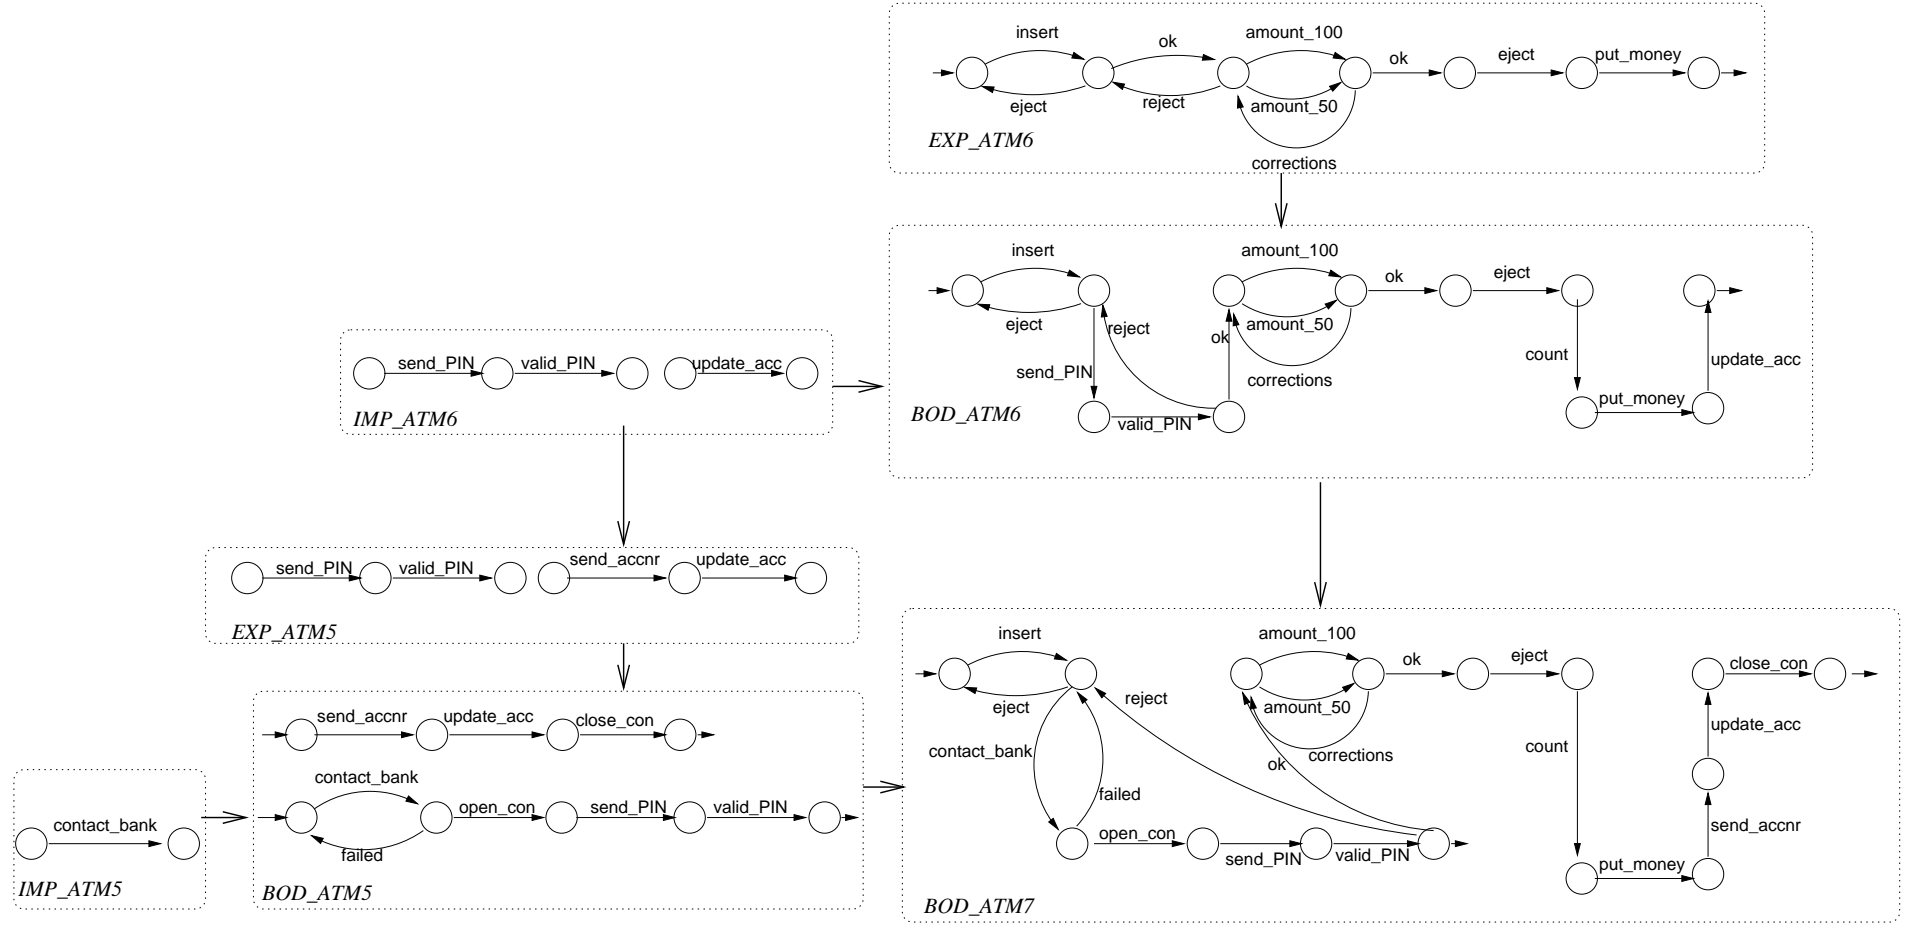 insert
ok
amount_100
ok
eject
put_money
eject
reject
amount_50
corrections
EXP_ATM6
insert
amount_100
ok
eject
eject
reject
ok
amount_50
corrections
send_PIN
valid_PIN
count
put_money
update_acc
BOD_ATM6
send_PIN
valid_PIN
update_acc
IMP_ATM6
send_PIN
valid_PIN
send_accnr
update_acc
EXP_ATM5
send_accnr
update_acc
close_con
contact_bank
failed
open_con
send_PIN
valid_PIN
BOD_ATM5
contact_bank
IMP_ATM5
insert
amount_100
ok
eject
close_con
eject
reject
amount_50
corrections
update_acc
contact_bank
ok
count
failed
send_accnr
open_con
send_PIN
valid_PIN
put_money
BOD_ATM7